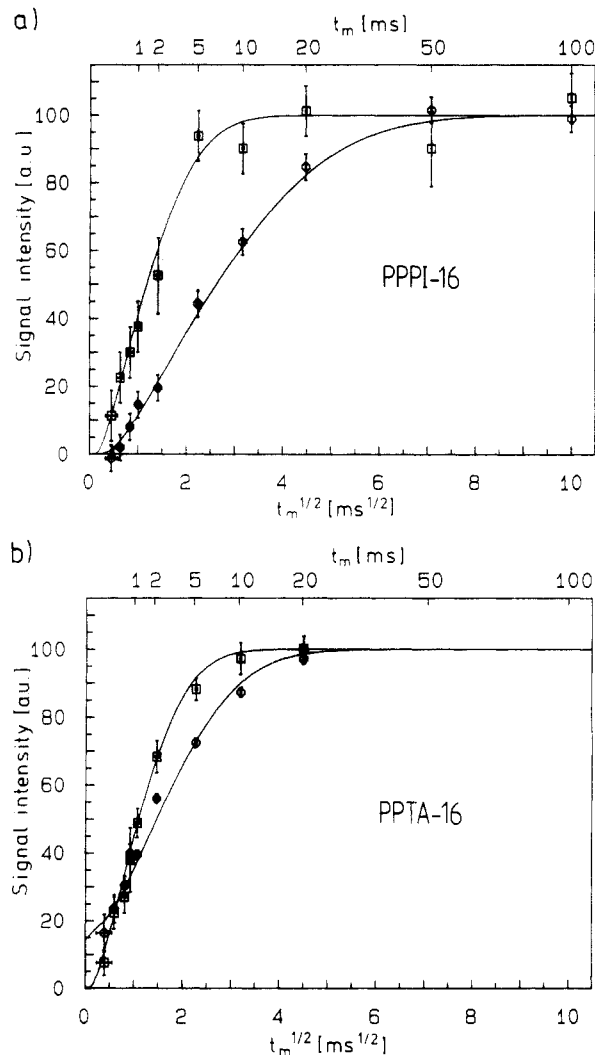 a)
t_m [ms]
1 2 5 10 20 50 100
Signal intensity [a.u]
100
80
60
40
20
0
PPPI-16
0 2 4 6 8 10
t_m^1/2 [ms^1/2]
b)
t_m [ms]
1 2 5 10 20 50 100
Signal intensity [au.]
100
80
60
40
20
0
PPTA-16
0 2 4 6 8 10
t_m^1/2 [ms^1/2]